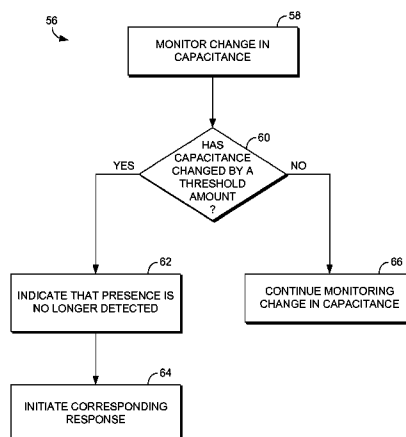 56
58
MONITOR CHANGE IN
CAPACITANCE
60
HAS
CAPACITANCE
CHANGED BY A
THRESHOLD
AMOUNT
?
YES
NO
62
INDICATE THAT PRESENCE IS
NO LONGER DETECTED
66
CONTINUE MONITORING
CHANGE IN CAPACITANCE
64
INITIATE CORRESPONDING
RESPONSE